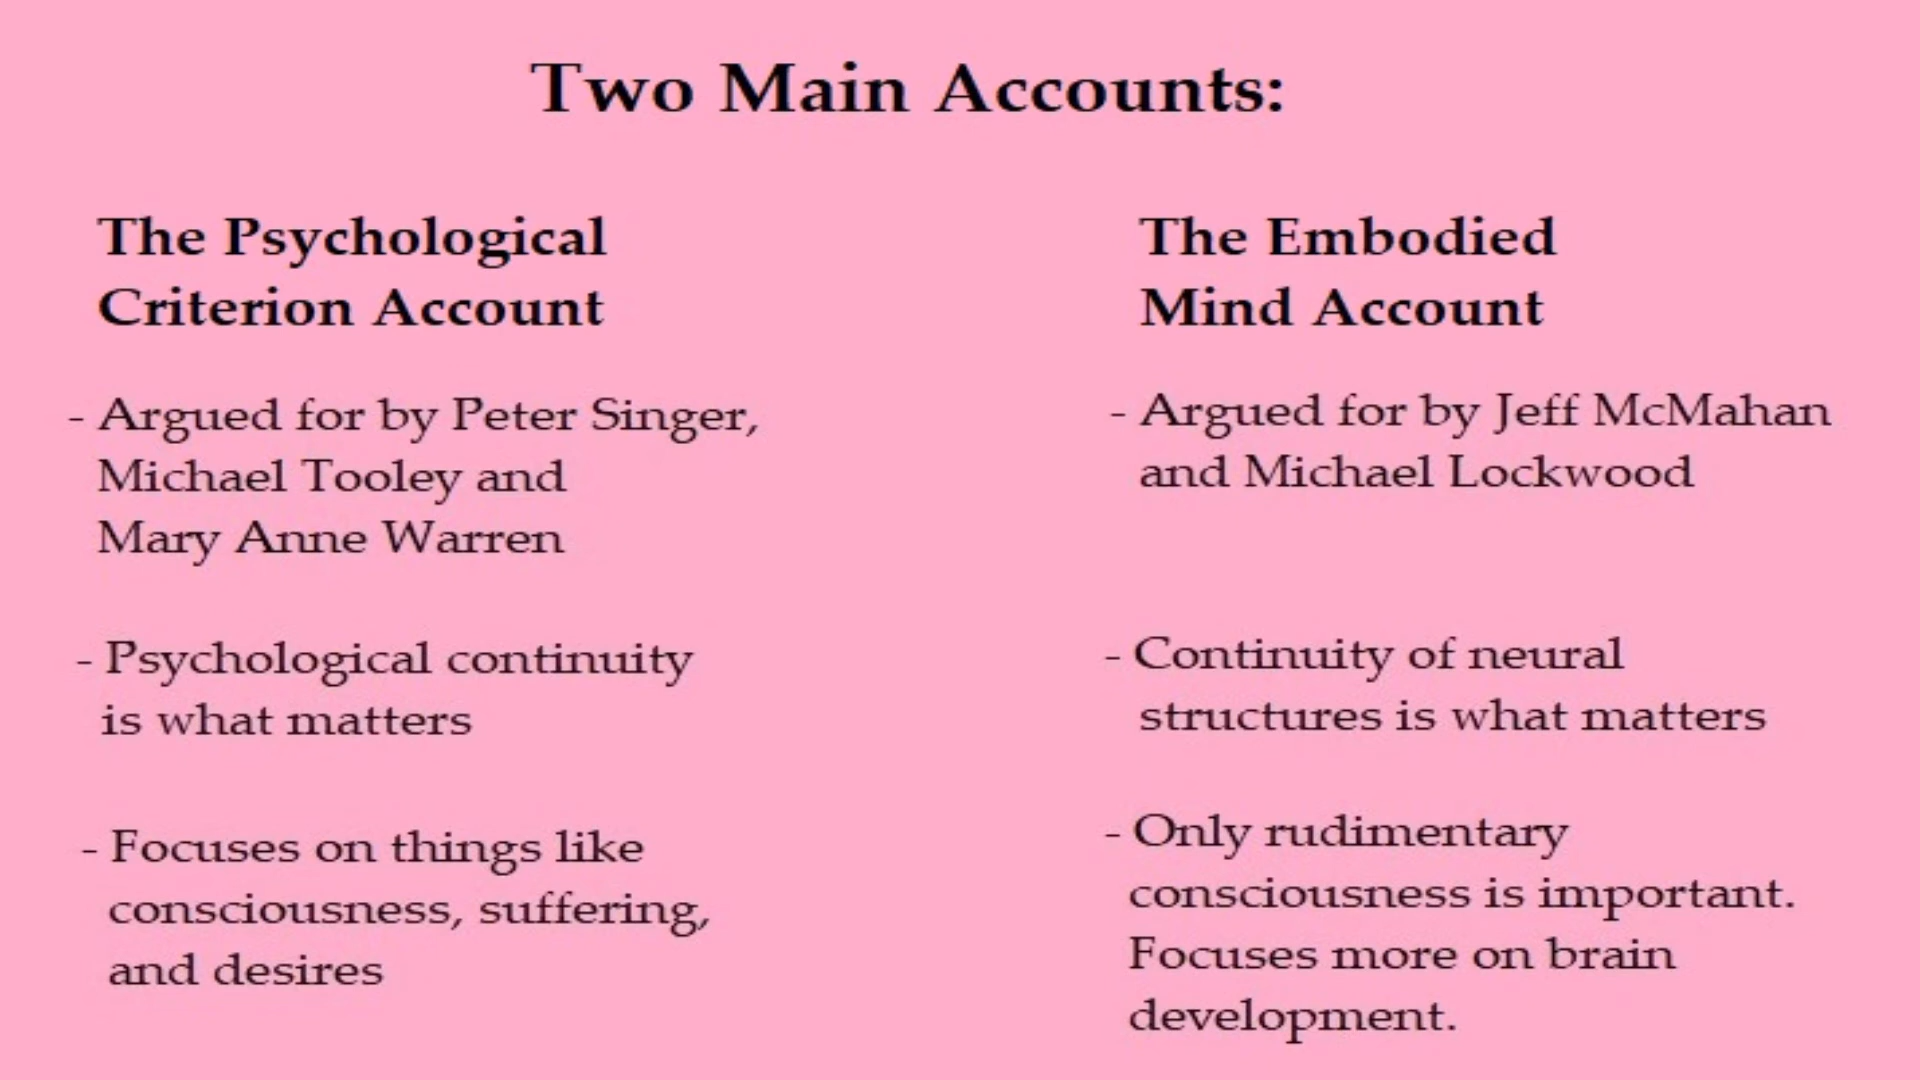 Two Main Accounts:
The Psychological
Criterion Account
- Argued for by Peter Singer,
Michael Tooley and
Mary Anne Warren
- Psychological continuity
is what matters
- Focuses on things like
consciousness, suffering,
and desires
The Embodied
Mind Account
- Argued for by Jeff McMahan
and Michael Lockwood
- Continuity of neural
structures is what matters
- Only rudimentary
consciousness is important.
Focuses more on brain
development.